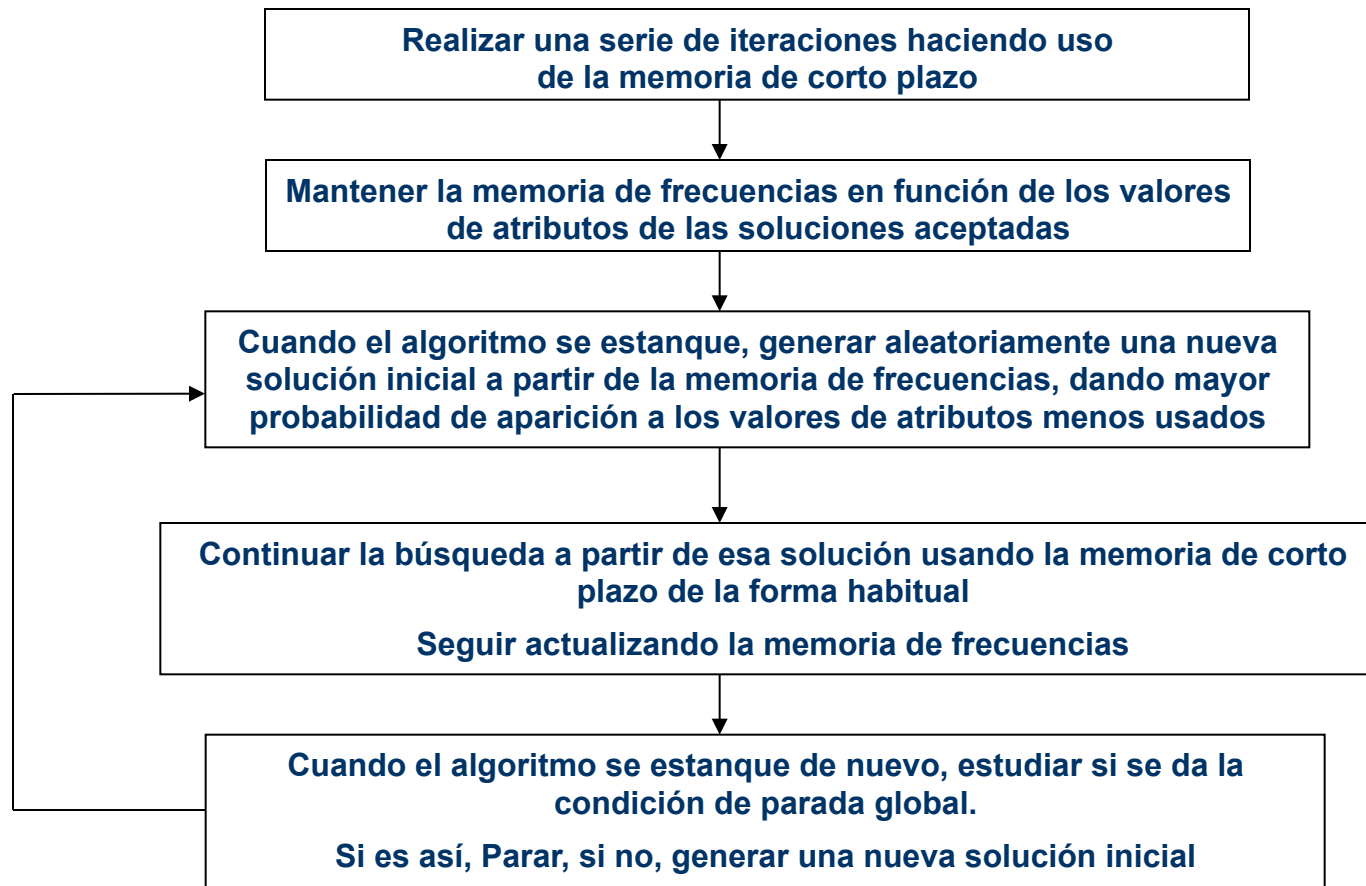 Realizar una serie de iteraciones haciendo uso
de la memoria de corto plazo
Mantener la memoria de frecuencias en función de los valores
de atributos de las soluciones aceptadas
Cuando el algoritmo se estanque, generar aleatoriamente una nueva
solución inicial a partir de la memoria de frecuencias, dando mayor
probabilidad de aparición a los valores de atributos menos usados
Continuar la búsqueda a partir de esa solución usando la memoria de corto
plazo de la forma habitual
Seguir actualizando la memoria de frecuencias
Cuando el algoritmo se estanque de nuevo, estudiar si se da la
condición de parada global.
Si es así, Parar, si no, generar una nueva solución inicial